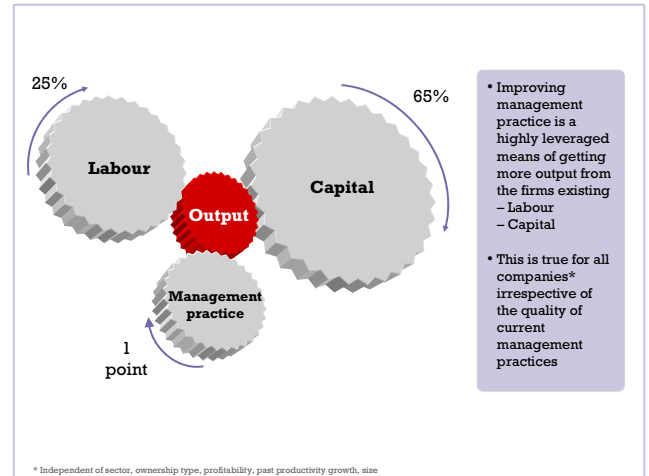 25%
65%
Labour
Capital
Output
Management
practice
1
point
• Improving
management
practice is a
highly leveraged
means of getting
more output from
the firms existing
– Labour
– Capital
• This is true for all
companies*
irrespective of
the quality of
current
management
practices
* Independent of sector, ownership type, profitability, past productivity growth, size